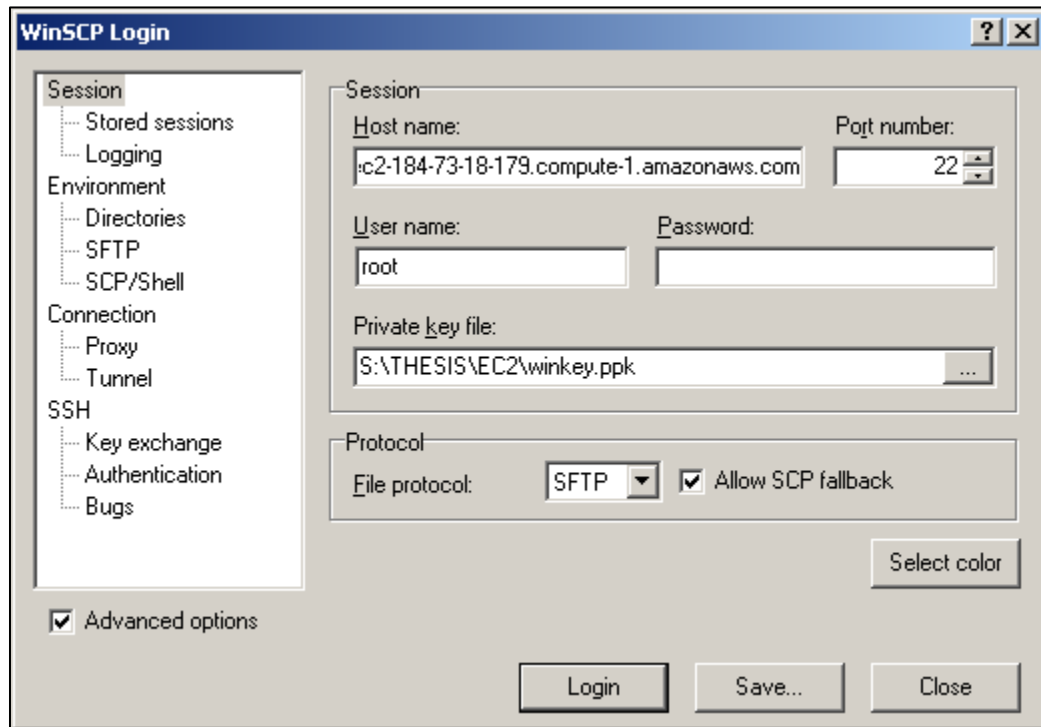 WinSCP Login
Session
Stored sessions
Logging
Environment
Directories
SFTP
SCP/Shell
Connection
Proxy
Tunnel
SSH
Key exchange
Authentication
Bugs
Advanced options
Session
Host name:
Port number:
:c2-184-73-18-179.compute-1.amazonaws.com
22
User name:
Password:
root
Private key file:
S:\THESIS\EC2\winkey.ppk
...
Protocol
File protocol:
SFTP
Allow SCP fallback
Select color
Login
Save...
Close